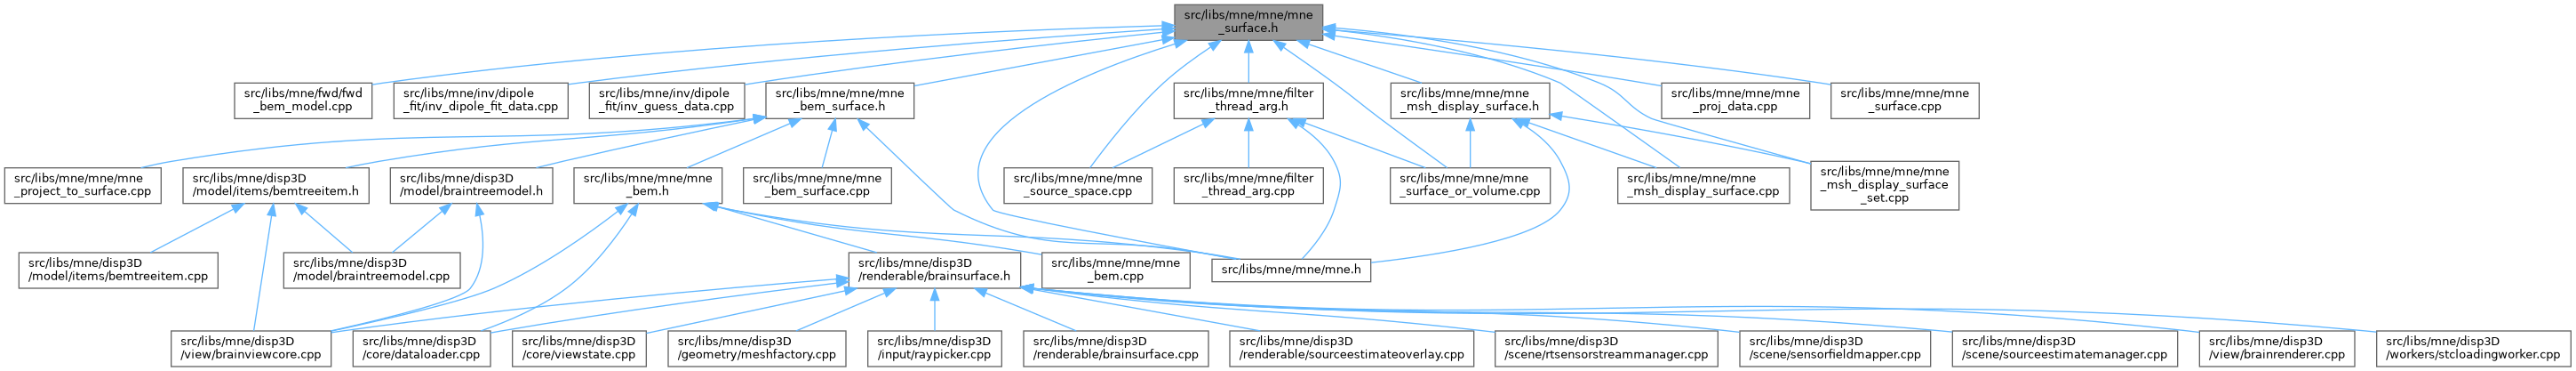 src/libs/mne/mne/mne
_surface.h
src/libs/mne/fwd/fwd
_bem_model.cpp
src/libs/mne/inv/dipole
_fit/inv_dipole_fit_data.cpp
src/libs/mne/inv/dipole
_fit/inv_guess_data.cpp
src/libs/mne/mne/mne
_bem_surface.h
src/libs/mne/mne/filter
_thread_arg.h
src/libs/mne/mne/mne
_msh_display_surface.h
src/libs/mne/mne/mne
_proj_data.cpp
src/libs/mne/mne/mne
_surface.cpp
src/libs/mne/mne/mne
_project_to_surface.cpp
src/libs/mne/disp3D
/model/items/bemtreeitem.h
src/libs/mne/disp3D
/model/braintreemodel.h
src/libs/mne/mne/mne
_bem.h
src/libs/mne/mne/mne
_bem_surface.cpp
src/libs/mne/mne/mne
_source_space.cpp
src/libs/mne/mne/filter
_thread_arg.cpp
src/libs/mne/mne/mne
_surface_or_volume.cpp
src/libs/mne/mne/mne
_msh_display_surface.cpp
src/libs/mne/mne/mne
_msh_display_surface
_set.cpp
src/libs/mne/disp3D
/model/items/bemtreeitem.cpp
src/libs/mne/disp3D
/model/braintreemodel.cpp
src/libs/mne/disp3D
/renderable/brainsurface.h
src/libs/mne/mne/mne
_bem.cpp
src/libs/mne/mne/mne.h
src/libs/mne/disp3D
/view/brainviewcore.cpp
src/libs/mne/disp3D
/core/dataloader.cpp
src/libs/mne/disp3D
/core/viewstate.cpp
src/libs/mne/disp3D
/geometry/meshfactory.cpp
src/libs/mne/disp3D
/input/raypicker.cpp
src/libs/mne/disp3D
/renderable/brainsurface.cpp
src/libs/mne/disp3D
/renderable/sourceestimateoverlay.cpp
src/libs/mne/disp3D
/scene/rtsensorstreammanager.cpp
src/libs/mne/disp3D
/scene/sensorfieldmapper.cpp
src/libs/mne/disp3D
/scene/sourceestimatemanager.cpp
src/libs/mne/disp3D
/view/brainrenderer.cpp
src/libs/mne/disp3D
/workers/stcloadingworker.cpp